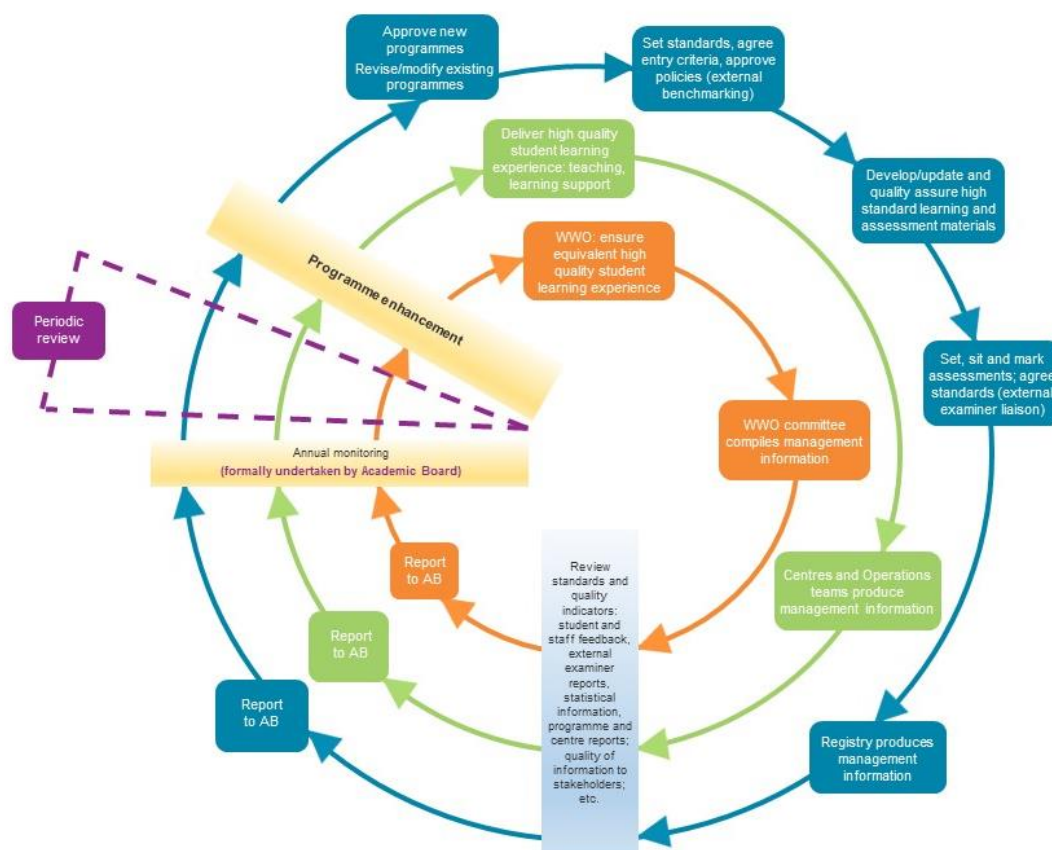 Approve new
programmes
Revise/modify existing
programmes
Set standards, agree
entry criteria, approve
policies (external
benchmarking)
Deliver high quality
student learning
experience: teaching,
learning support
Develop/update and
quality assure high
standard learning and
assessment materials
WWO: ensure
equivalent high
quality student
learning experience
Programme enhancement
Periodic
review
Set, sit and mark
assessments; agree
standards (external
examiner liaison)
WWO committee
compiles management
information
Annual monitoring
(formally undertaken by Academic Board)
Report
to AB
Review
standards and
quality
indicators:
student and
staff feedback,
external
examiner
reports,
statistical
information,
programme and
centre reports;
quality of
information to
stakeholders;
etc.
Centres and Operations
teams produce
management information
Report
to AB
Report
to AB
Registry produces
management
information